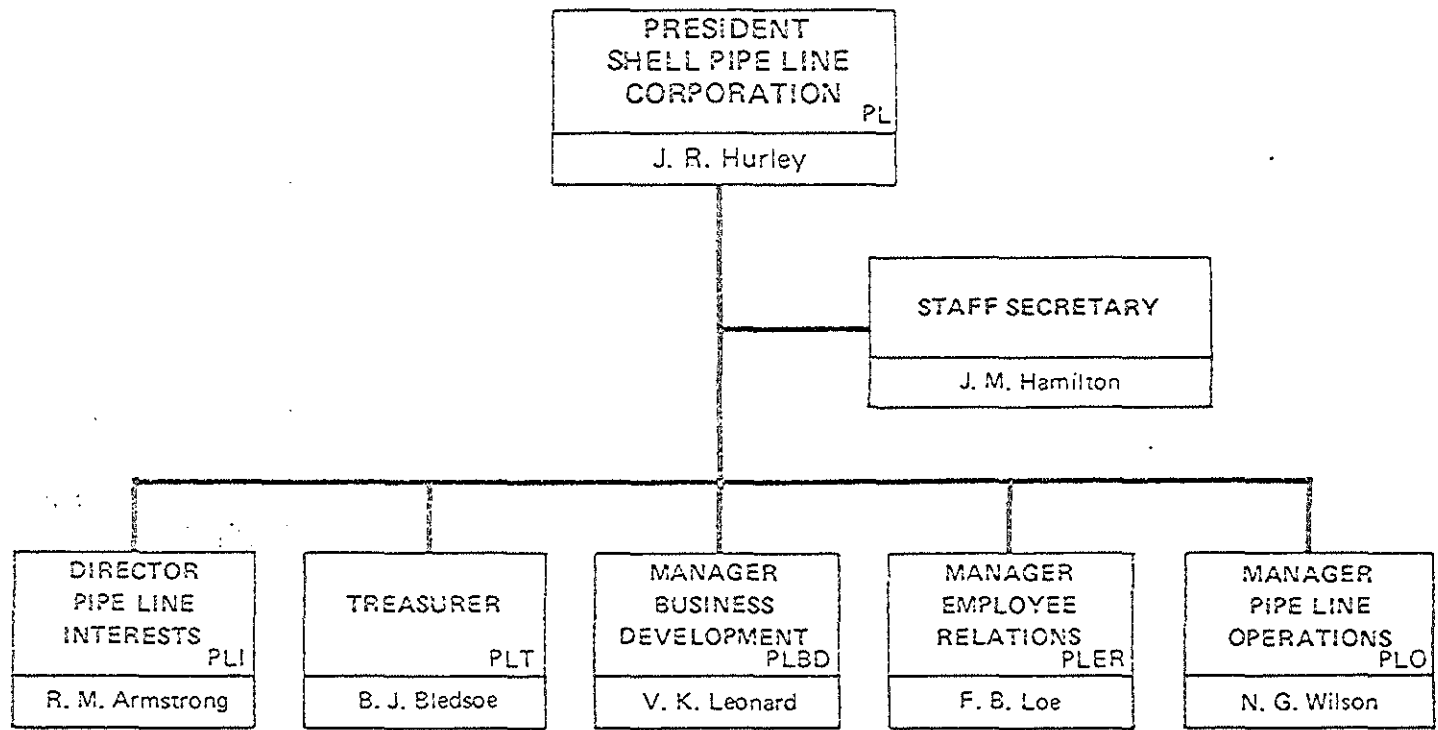 PRESIDENT
SHELL PIPE LINE
CORPORATION
PL
J. R. Hurley
STAFF SECRETARY
J. M. Hamilton
DIRECTOR
PIPE LINE
INTERESTS
PLI
R. M. Armstrong
TREASURER
PLT
B. J. Bledsoe
MANAGER
BUSINESS
DEVELOPMENT
PLBD
V. K. Leonard
MANAGER
EMPLOYEE
RELATIONS
PLER
F. B. Loe
MANAGER
PIPE LINE
OPERATIONS
PLO
N. G. Wilson